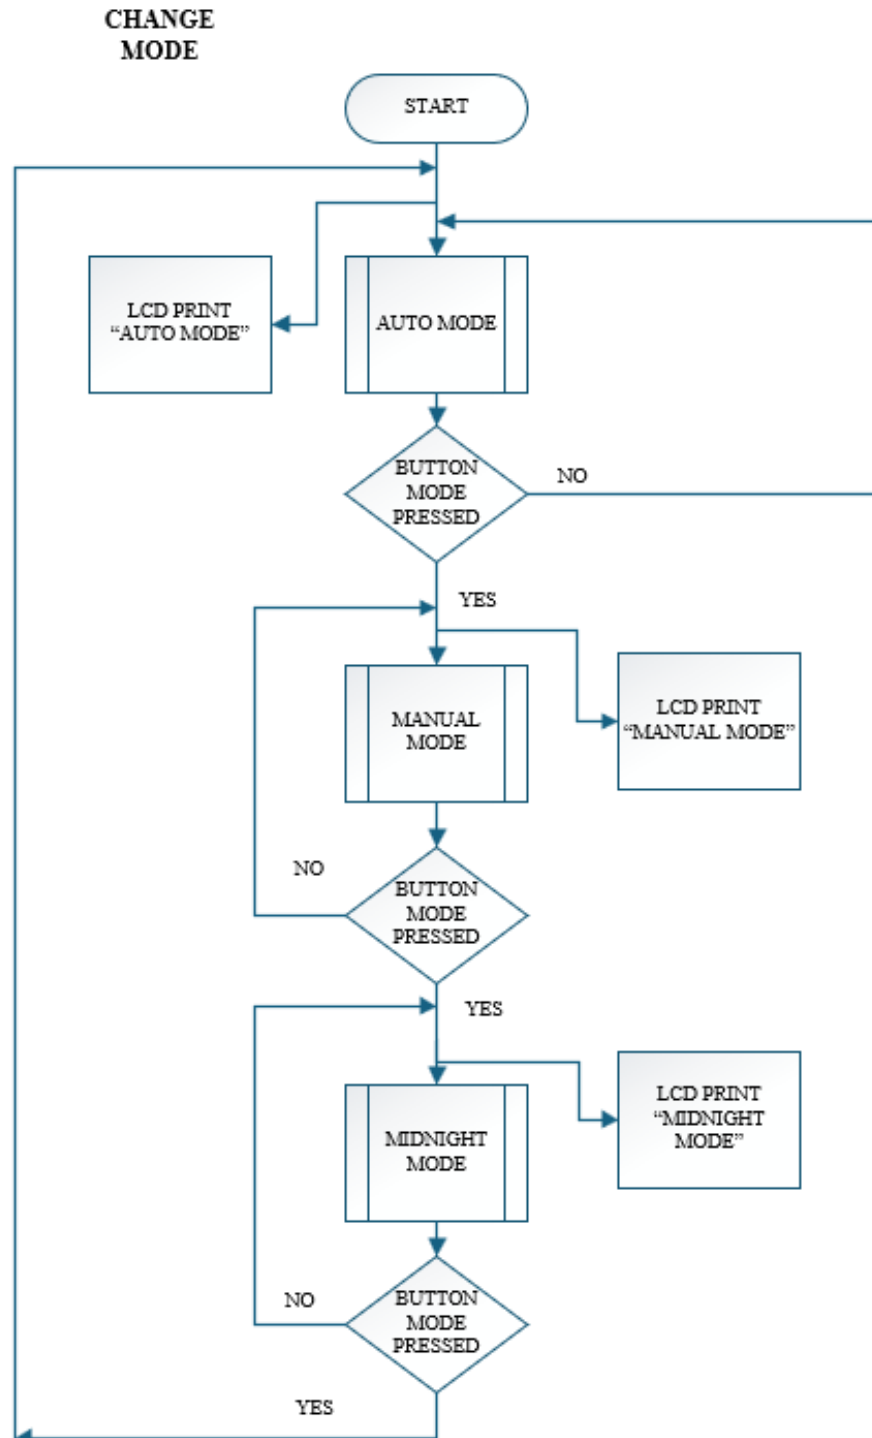 CHANGE
MODE
START
LCD PRINT
“AUTO MODE”
AUTO MODE
BUTTON
MODE
PRESSED
NO
YES
MANUAL
MODE
LCD PRINT
“MANUAL MODE”
NO
BUTTON
MODE
PRESSED
YES
LCD PRINT
“MIDNIGHT
MODE”
MIDNIGHT
MODE
NO
BUTTON
MODE
PRESSED
YES